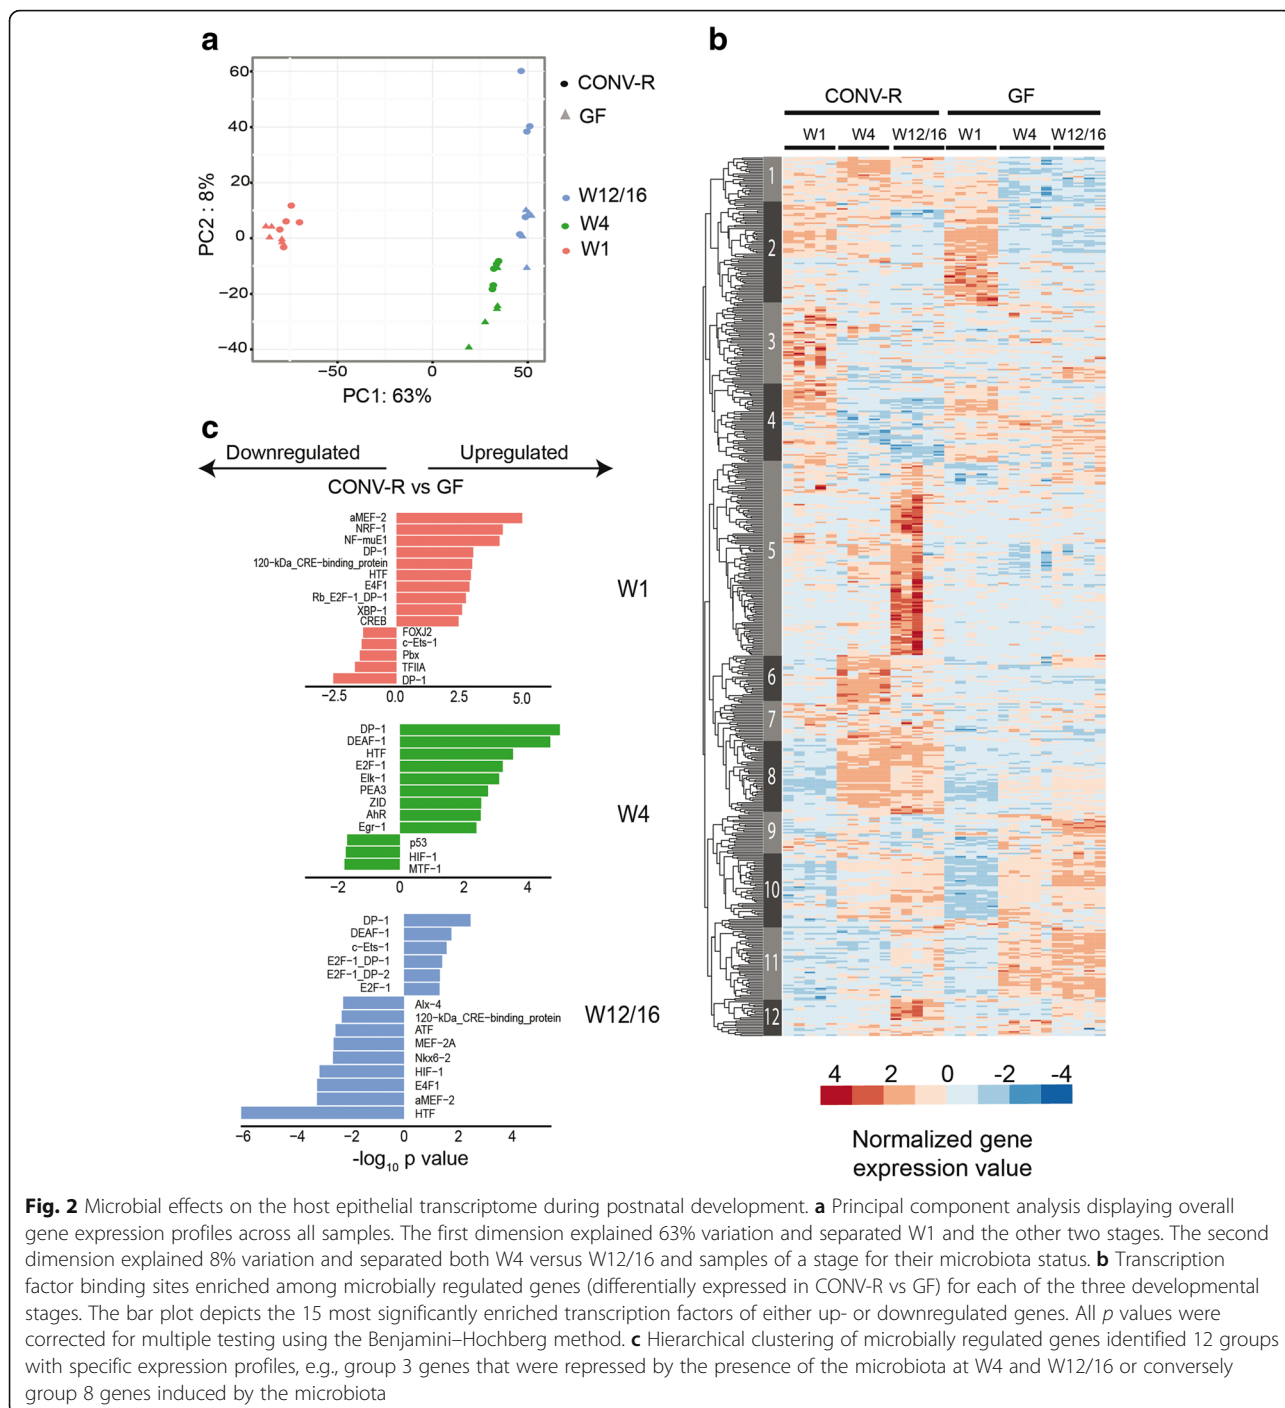 a
60
40
20
0
−20
−40
PC2 : 8%
−50
0
50
PC1: 63%
CONV-R
GF
W12/16
W4
W1
b
CONV-R
GF
W1
W4
W12/16
W1
W4
W12/16
1
2
3
4
5
6
7
8
9
10
11
12
4
2
0
-2
-4
Normalized gene
expression value
c
Downregulated
Upregulated
CONV-R vs GF
aMEF-2
NRF-1
NF-muE1
DP-1
120-kDa_CRE-binding_protein
HTF
E4F1
Rb_E2F-1_DP-1
XBP-1
CREB
FOXJ2
c-Ets-1
Pbx
TFIIA
DP-1
−2.5
0.0
2.5
5.0
W1
DP-1
DEAF-1
HTF
E2F-1
Elk-1
PEA3
ZID
AhR
Egr-1
p53
HIF-1
MTF-1
−2
0
2
4
W4
DP-1
DEAF-1
c-Ets-1
E2F-1_DP-1
E2F-1_DP-2
E2F-1
Alx-4
120-kDa_CRE-binding_protein
ATF
MEF-2A
Nkx6-2
HIF-1
E4F1
aMEF-2
HTF
−6
−4
−2
0
2
4
W12/16
-log10 p value
Fig. 2 Microbial effects on the host epithelial transcriptome during postnatal development. a Principal component analysis displaying overall
gene expression profiles across all samples. The first dimension explained 63% variation and separated W1 and the other two stages. The second
dimension explained 8% variation and separated both W4 versus W12/16 and samples of a stage for their microbiota status. b Transcription
factor binding sites enriched among microbially regulated genes (differentially expressed in CONV-R vs GF) for each of the three developmental
stages. The bar plot depicts the 15 most significantly enriched transcription factors of either up- or downregulated genes. All p values were
corrected for multiple testing using the Benjamini–Hochberg method. c Hierarchical clustering of microbially regulated genes identified 12 groups
with specific expression profiles, e.g., group 3 genes that were repressed by the presence of the microbiota at W4 and W12/16 or conversely
group 8 genes induced by the microbiota